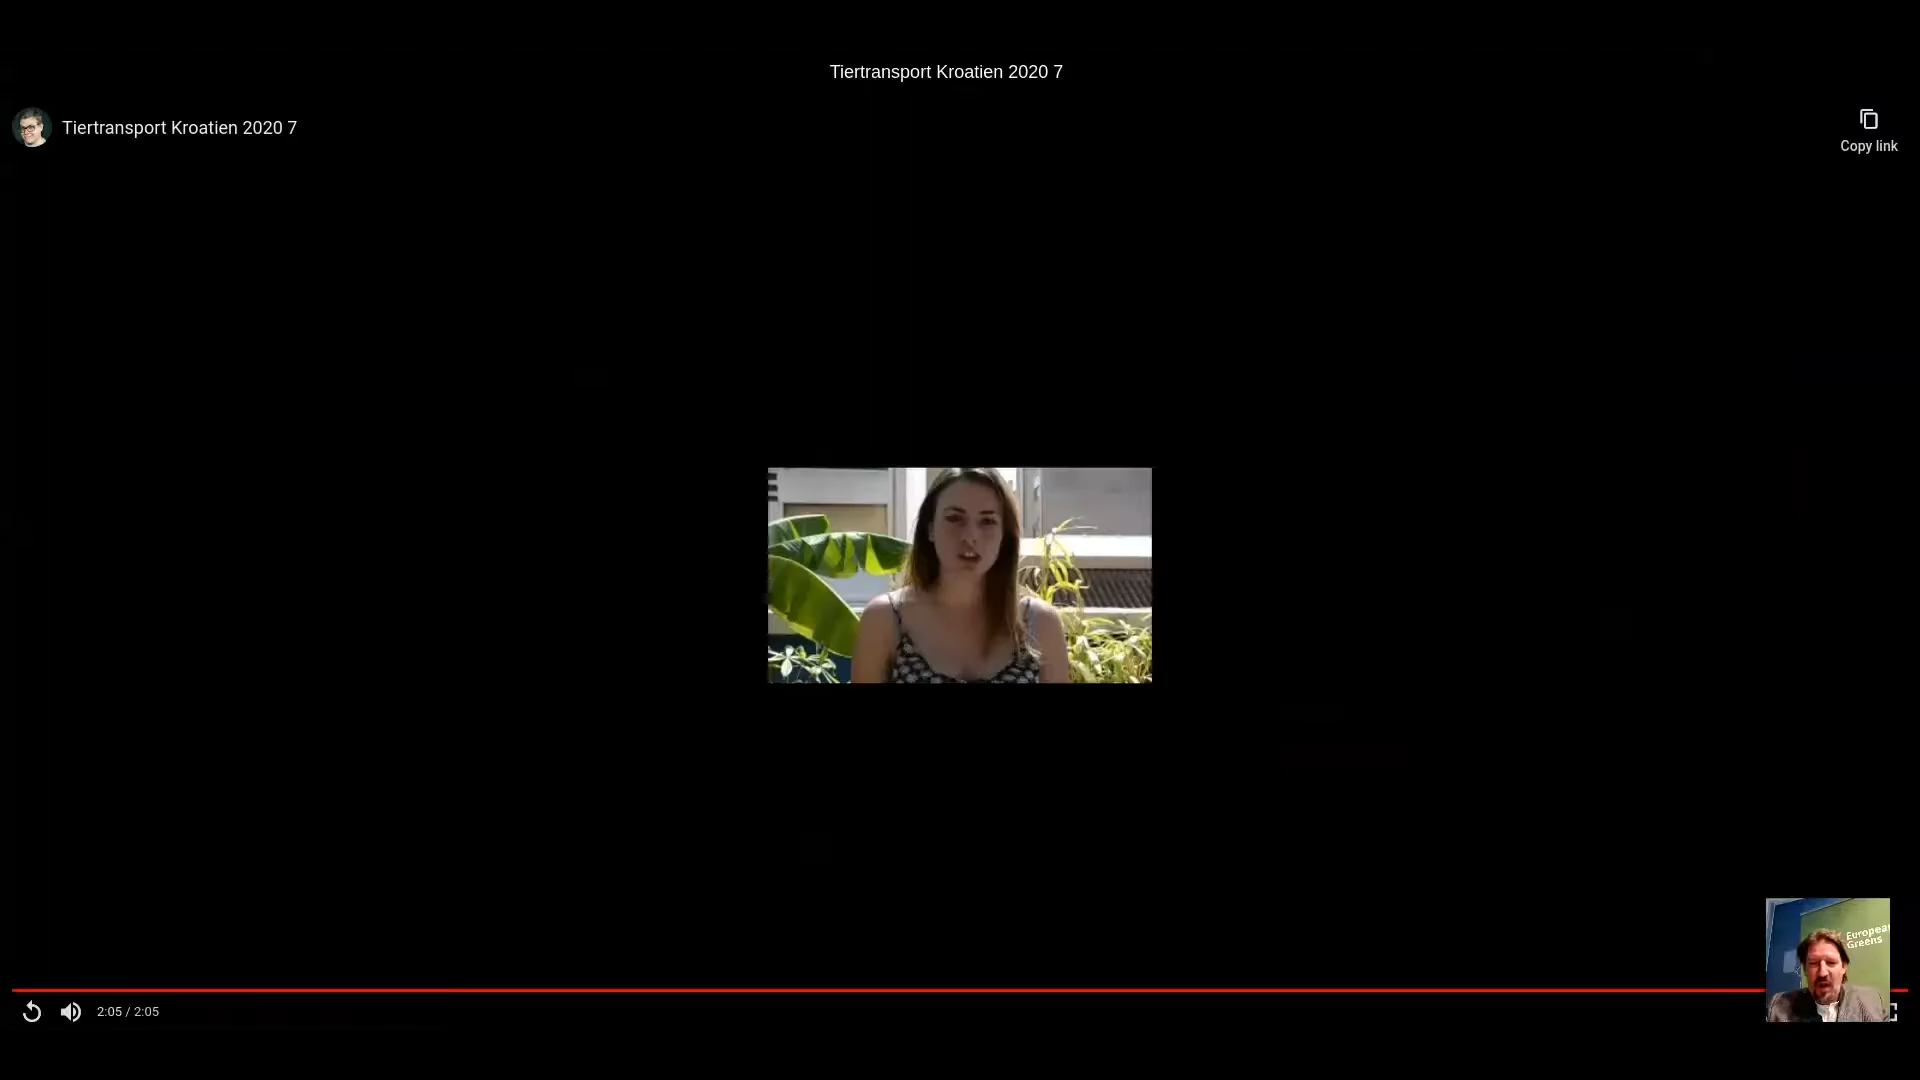 Tiertransport Kroatien 2020 7
Tiertransport Kroatien 2020 7
Copy link
European
Greens
2:05 / 2:05